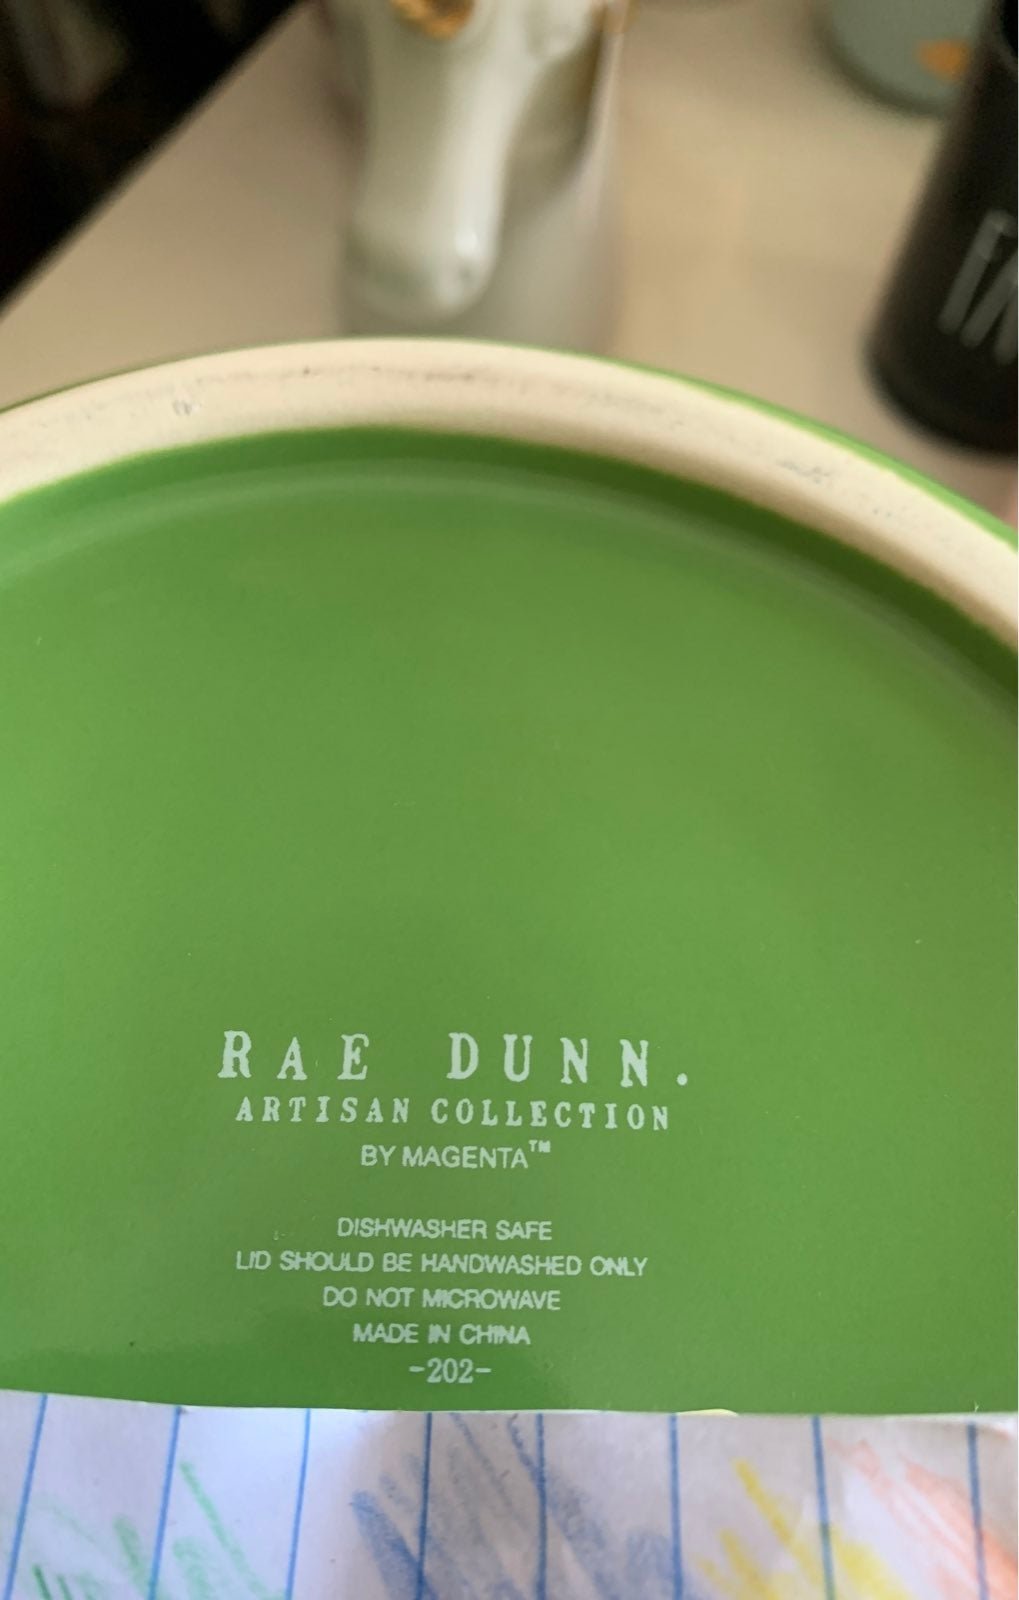 RAE DUNN.
ARTISAN COLLECTION
BY MAGENTA™
DISHWASHER SAFE
LID SHOULD BE HANDWASHED ONLY
DO NOT MICROWAVE
MADE IN CHINA
-202-